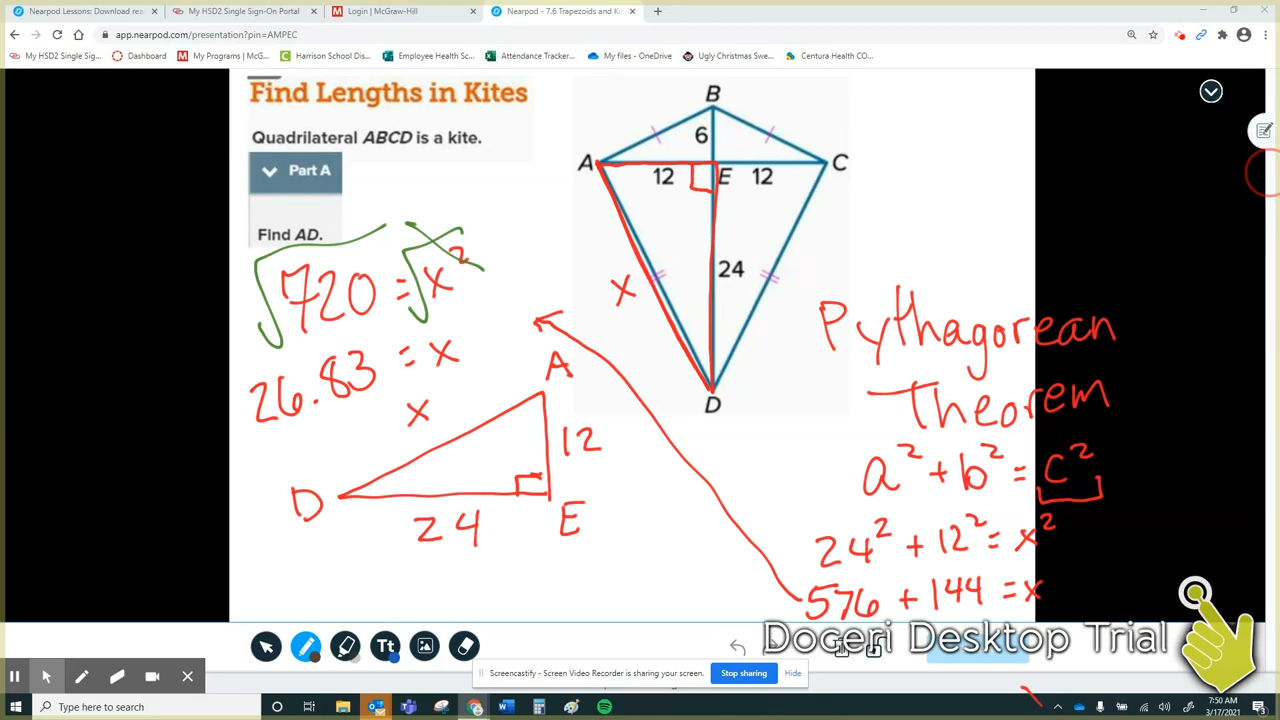 Nearpod Lessons: Download rea
My HSD2 Single Sign-On Portal
Login | McGraw-Hill
Nearpod - 7.6 Trapezoids and Kit
app.nearpod.com/presentation?pin=AMPEC
My HSD2 Single Sign...
Dashboard
My Programs | McG...
Harrison School Dis...
Employee Health Sc...
Attendance Tracker...
My files - OneDrive
Ugly Christmas Swe...
Centura Health CO...
Find Lengths in Kites
Quadrilateral ABCD is a kite.
Part A
Find AD.
√720 = √x²
26.83 = x
x
A
12
D
24
E
B
6
A
C
12
E
12
24
x
D
Pythagorean
Theorem
a² + b² = c²
24² + 12² = x²
576 + 144 = x
Tt
Doceri Desktop Trial
Screencastify - Screen Video Recorder is sharing your screen.
Stop sharing
Hide
Type here to search
7:50 AM
3/17/2021